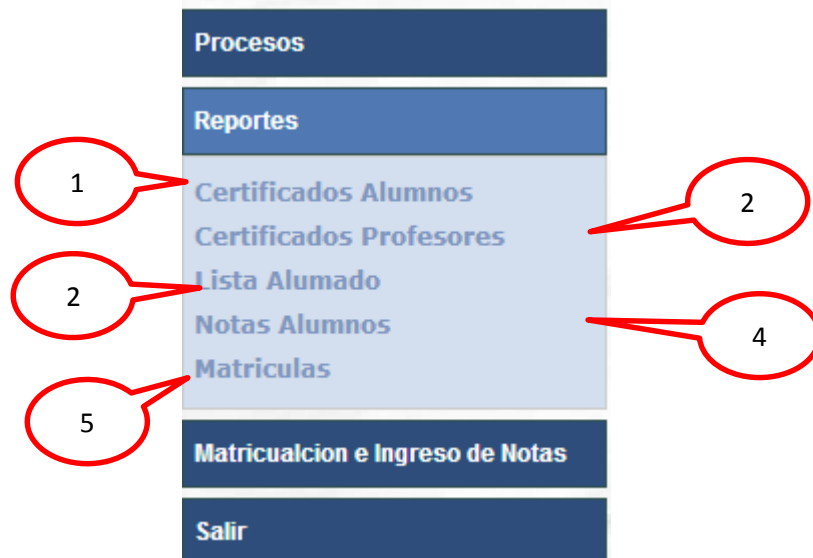 Procesos
Reportes
1
Certificados Alumnos
2
Certificados Profesores
2
Lista Alumado
Notas Alumnos
4
Matriculas
5
Matricualcion e Ingreso de Notas
Salir